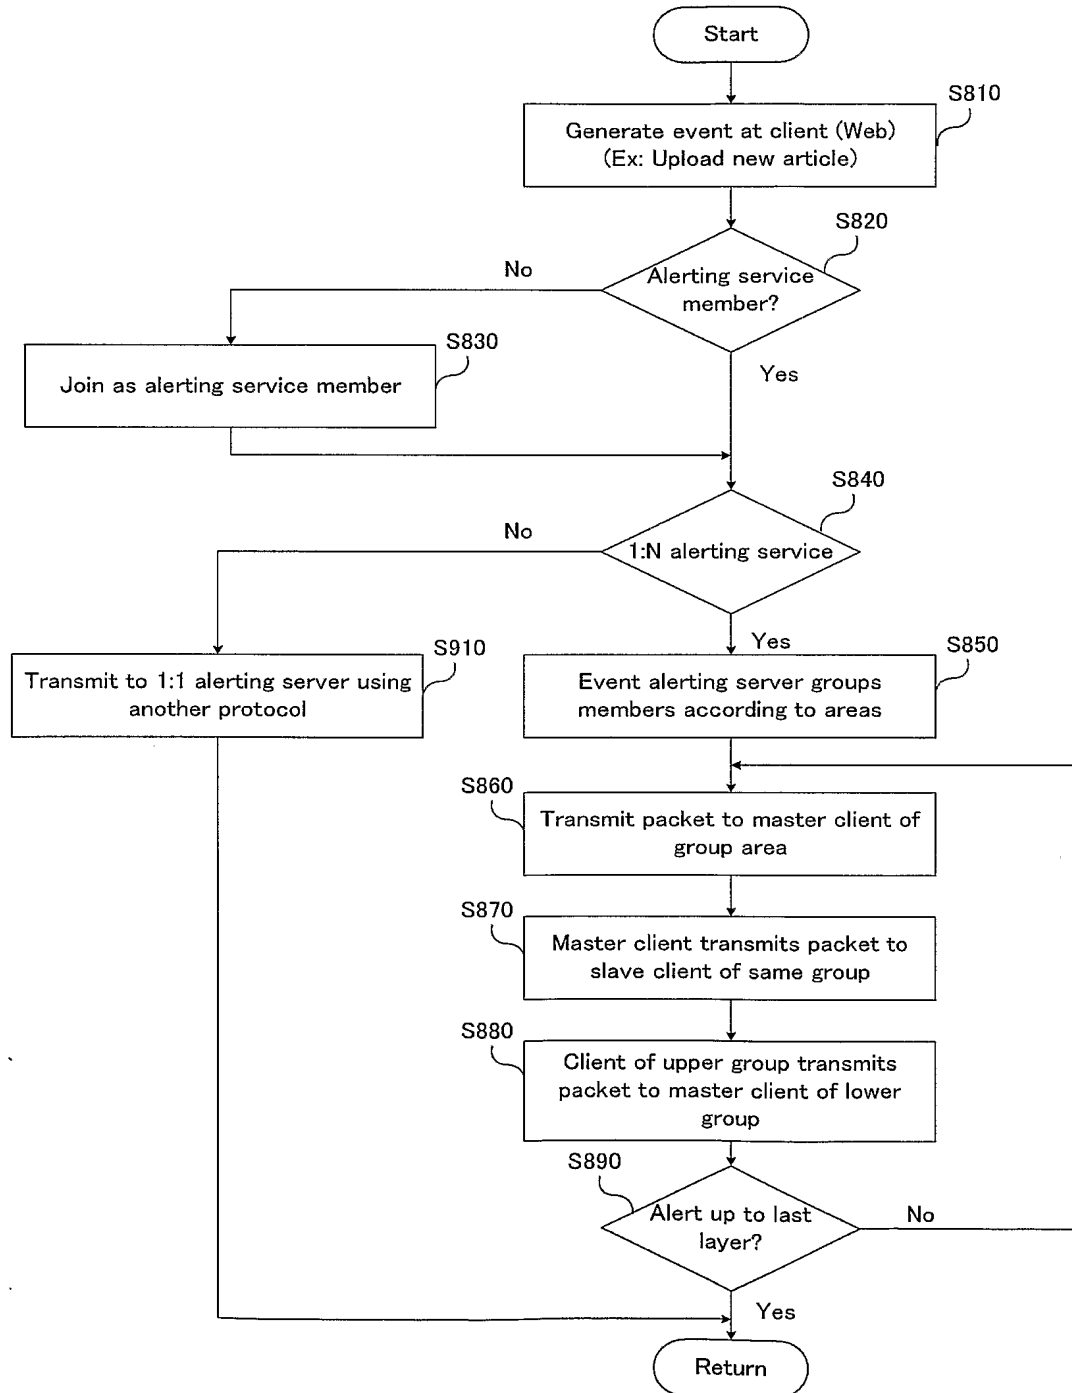 Start
S810
Generate event at client (Web)
(Ex: Upload new article)
S820
No
Alerting service
member?
S830
Yes
Join as alerting service member
S840
No
1:N alerting service
Yes
S910
S850
Transmit to 1:1 alerting server using
another protocol
Event alerting server groups
members according to areas
S860
Transmit packet to master client of
group area
S870
Master client transmits packet to
slave client of same group
S880
Client of upper group transmits
packet to master client of lower
group
S890
Alert up to last
layer?
No
Yes
Return